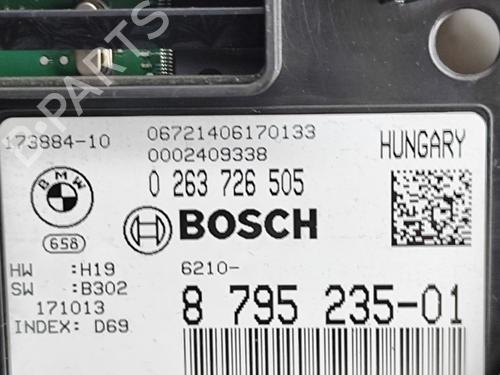 B-PARTS
173984-10
06721406170133
0002409338
HUNGARY
0 263 726 505
BMW
BOSCH
658
HW :H19
SW :B302
171013
INDEX: D69
6210-
8 795 235-01